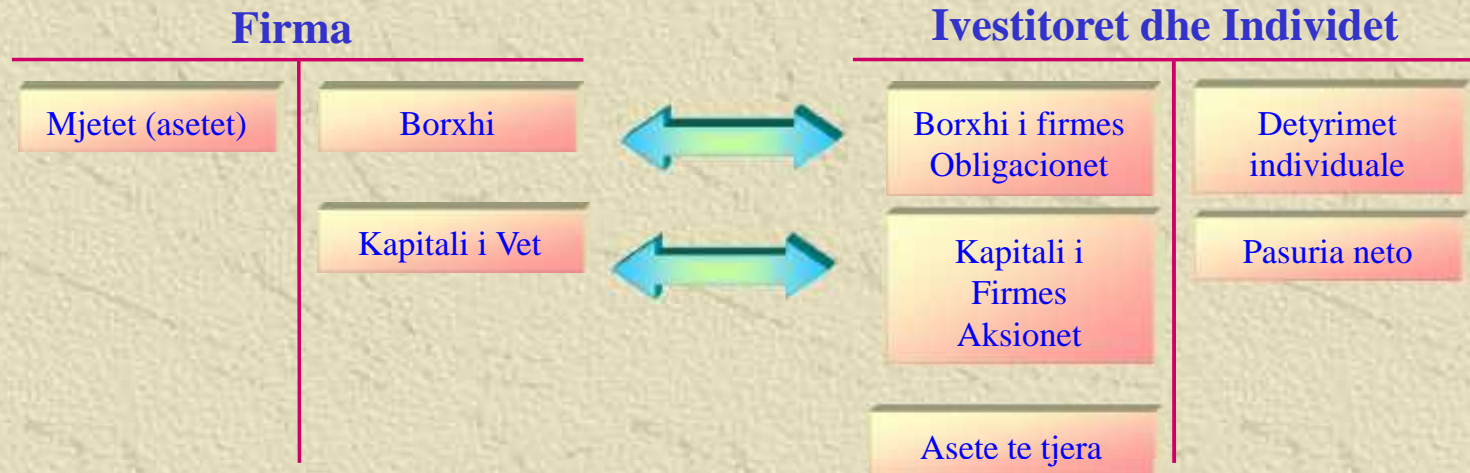 Firma
Ivestitoret dhe Individet
Mjetet (asetet)
Borxhi
Kapitali i Vet
Borxhi i firmes
Obligacionet
Kapitali i
Firmes
Aksionet
Asete te tjera
Detyrimet
individuale
Pasuria neto